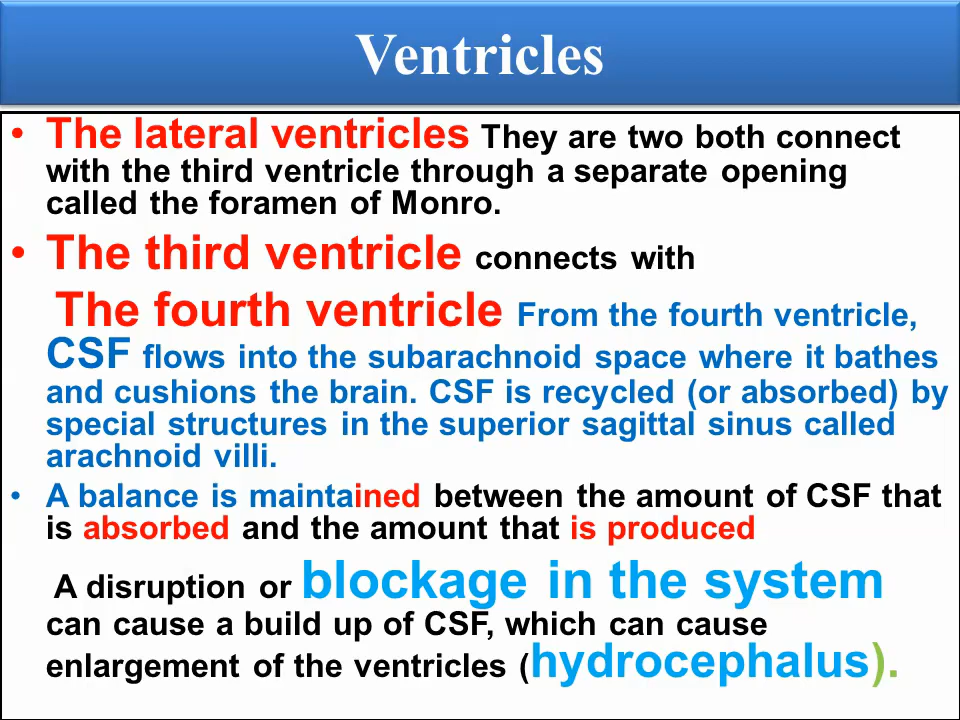 Ventricles
• The lateral ventricles They are two both connect
with the third ventricle through a separate opening
called the foramen of Monro.
• The third ventricle connects with
The fourth ventricle From the fourth ventricle,
CSF flows into the subarachnoid space where it bathes
and cushions the brain. CSF is recycled (or absorbed) by
special structures in the superior sagittal sinus called
arachnoid villi.
• A balance is maintained between the amount of CSF that
is absorbed and the amount that is produced
A disruption or blockage in the system
can cause a build up of CSF, which can cause
enlargement of the ventricles (hydrocephalus).